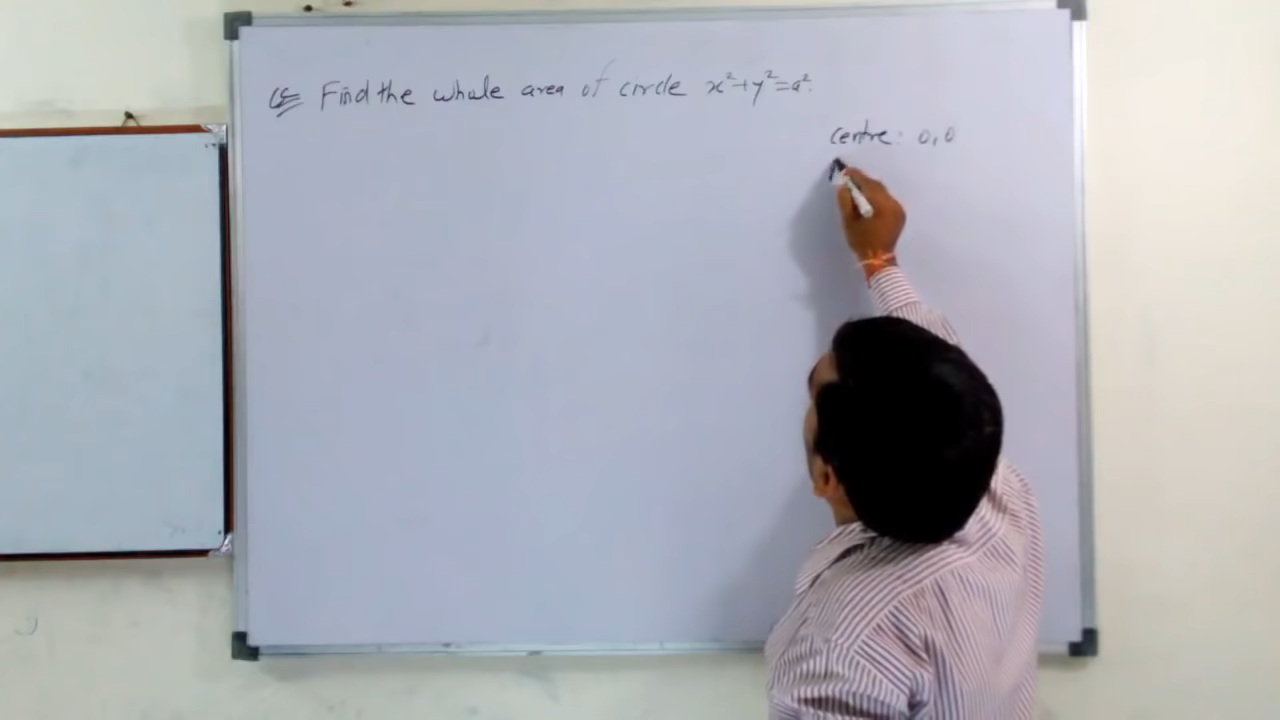 Q Find the whole area of circle x²+y²=a².
Centre: 0,0